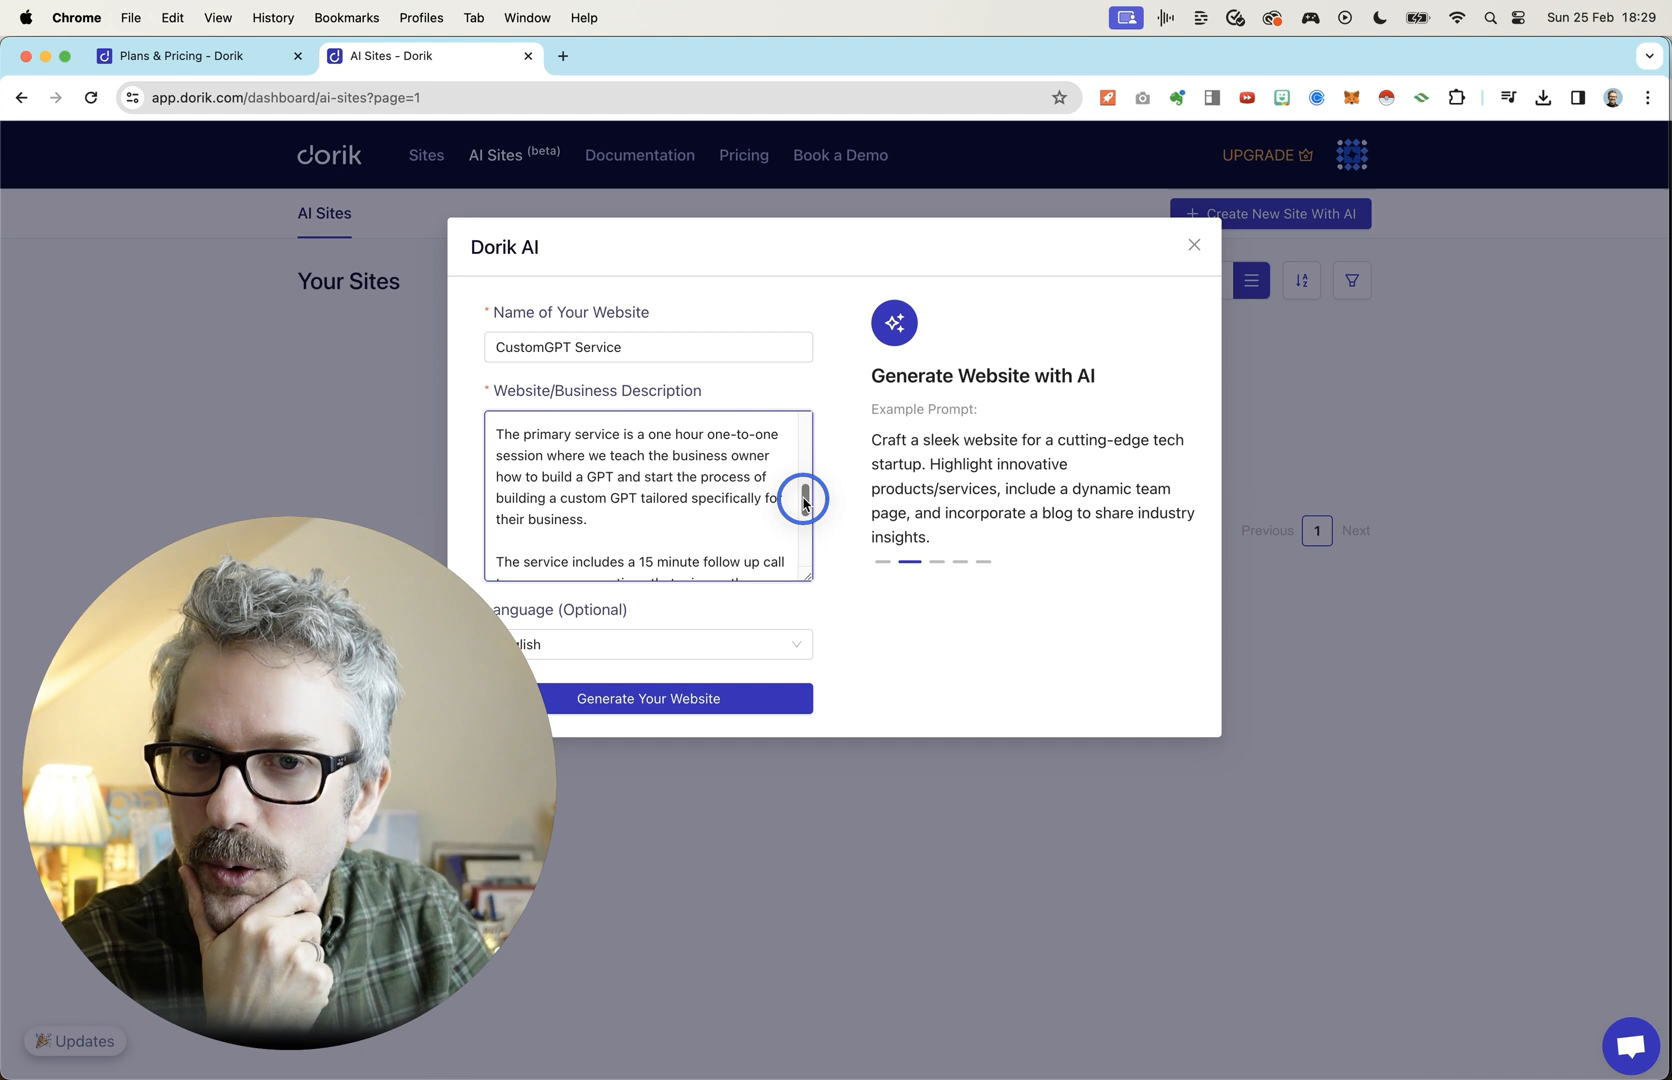 Chrome File Edit View History Bookmarks Profiles Tab Window Help Sun 25 Feb 18:29
Plans & Pricing - Dorik AI Sites - Dorik
app.dorik.com/dashboard/ai-sites?page=1
dorik Sites AI Sites (beta) Documentation Pricing Book a Demo UPGRADE
AI Sites + Create New Site With AI
Your Sites
Dorik AI
* Name of Your Website
CustomGPT Service
* Website/Business Description
The primary service is a one hour one-to-one
session where we teach the business owner
how to build a GPT and start the process of
building a custom GPT tailored specifically for
their business.
The service includes a 15 minute follow up call
anguage (Optional)
lish
Generate Your Website
Generate Website with AI
Example Prompt:
Craft a sleek website for a cutting-edge tech
startup. Highlight innovative
products/services, include a dynamic team
page, and incorporate a blog to share industry
insights.
Previous 1 Next
Updates